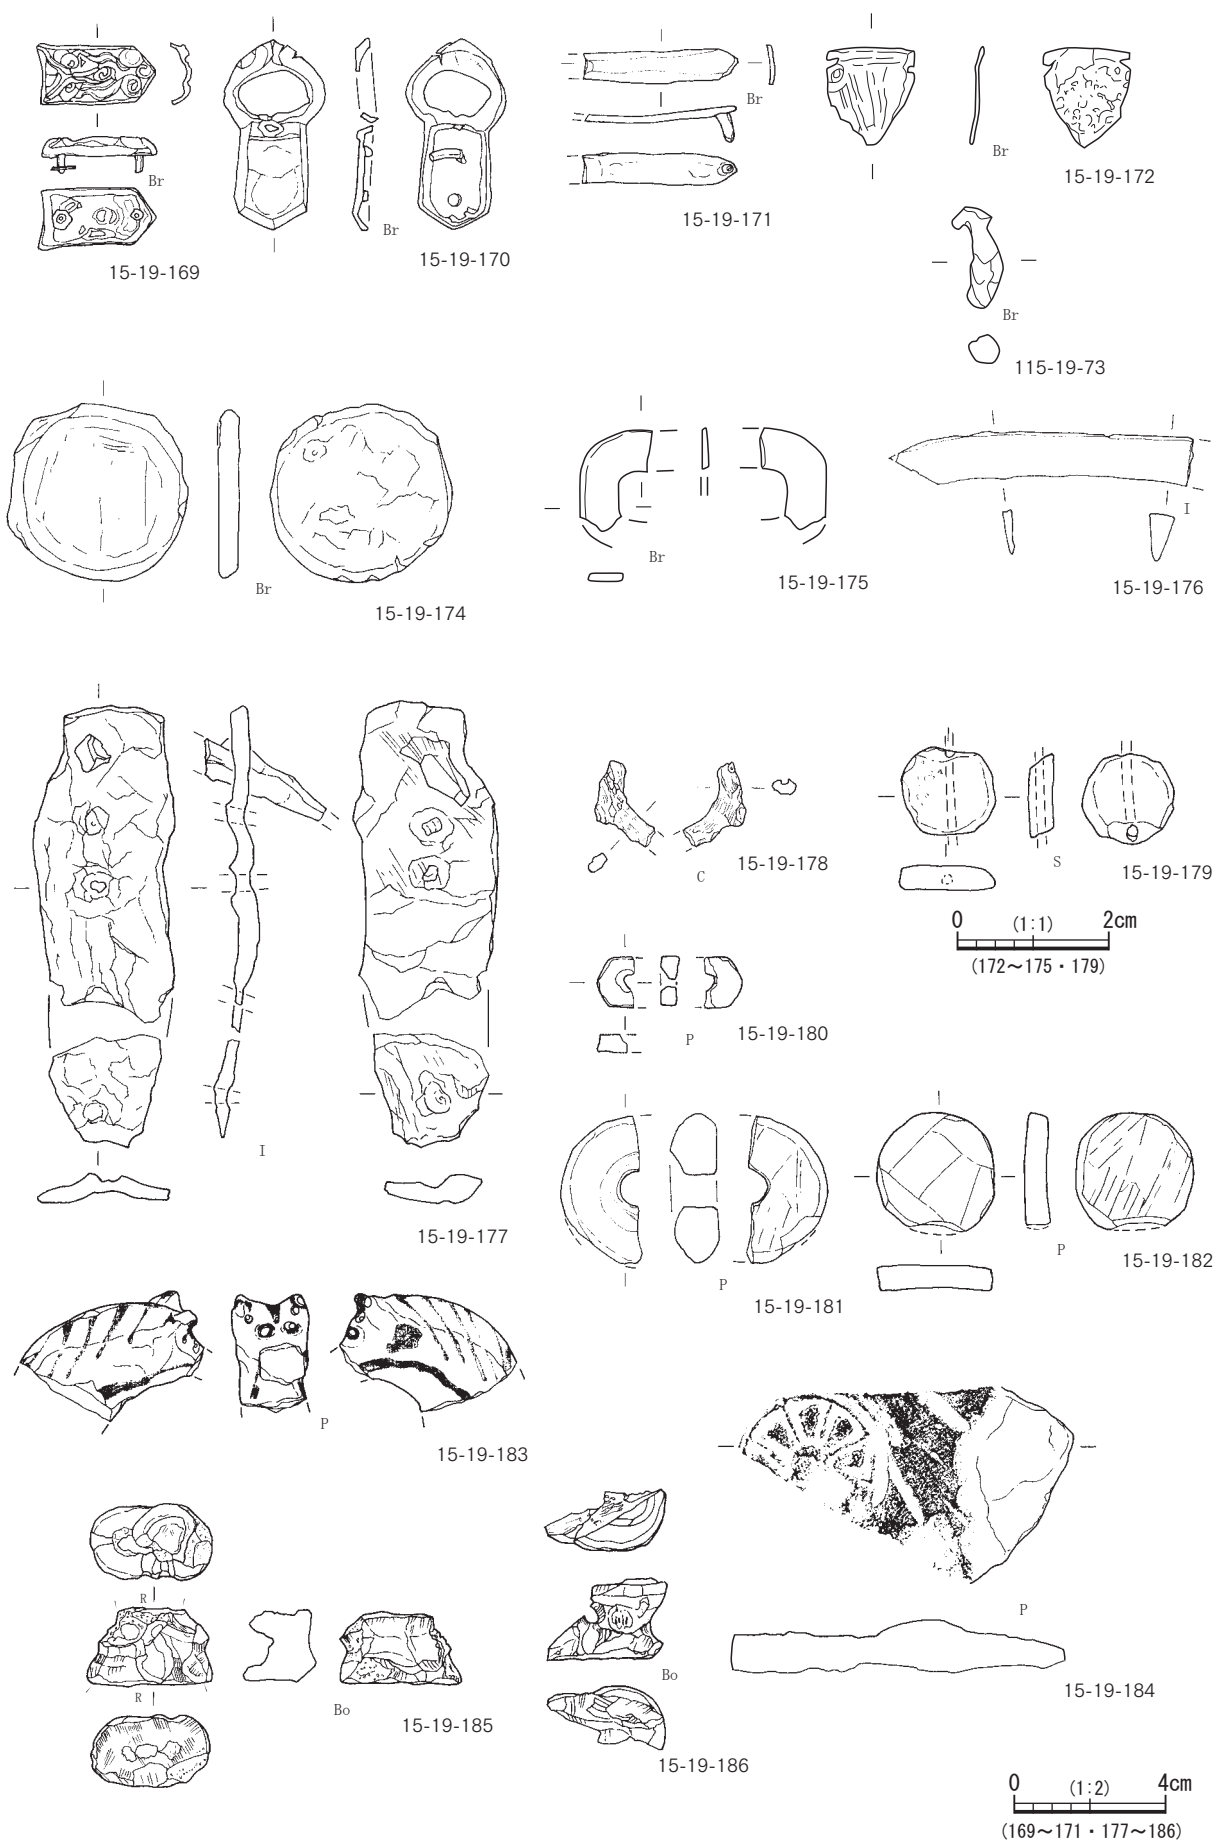 Br
15-19-169
Br
15-19-170
Br
15-19-171
Br
15-19-172
Br
115-19-73
Br
15-19-174
Br
15-19-175
I
15-19-176
I
15-19-177
C
15-19-178
S
15-19-179
0 (1:1) 2cm
(172～175・179)
P
15-19-180
P
15-19-181
P
15-19-182
P
15-19-183
P
15-19-184
R
R
Bo
15-19-185
Bo
15-19-186
0 (1:2) 4cm
(169～171・177～186)